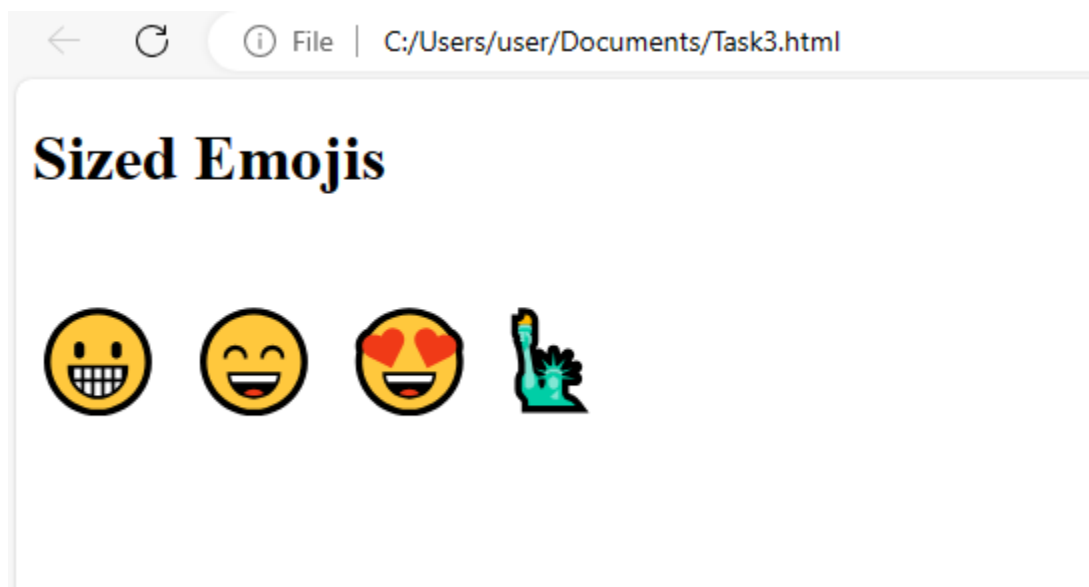 File | C:/Users/user/Documents/Task3.html
Sized Emojis
😁 😄 😍 🗽